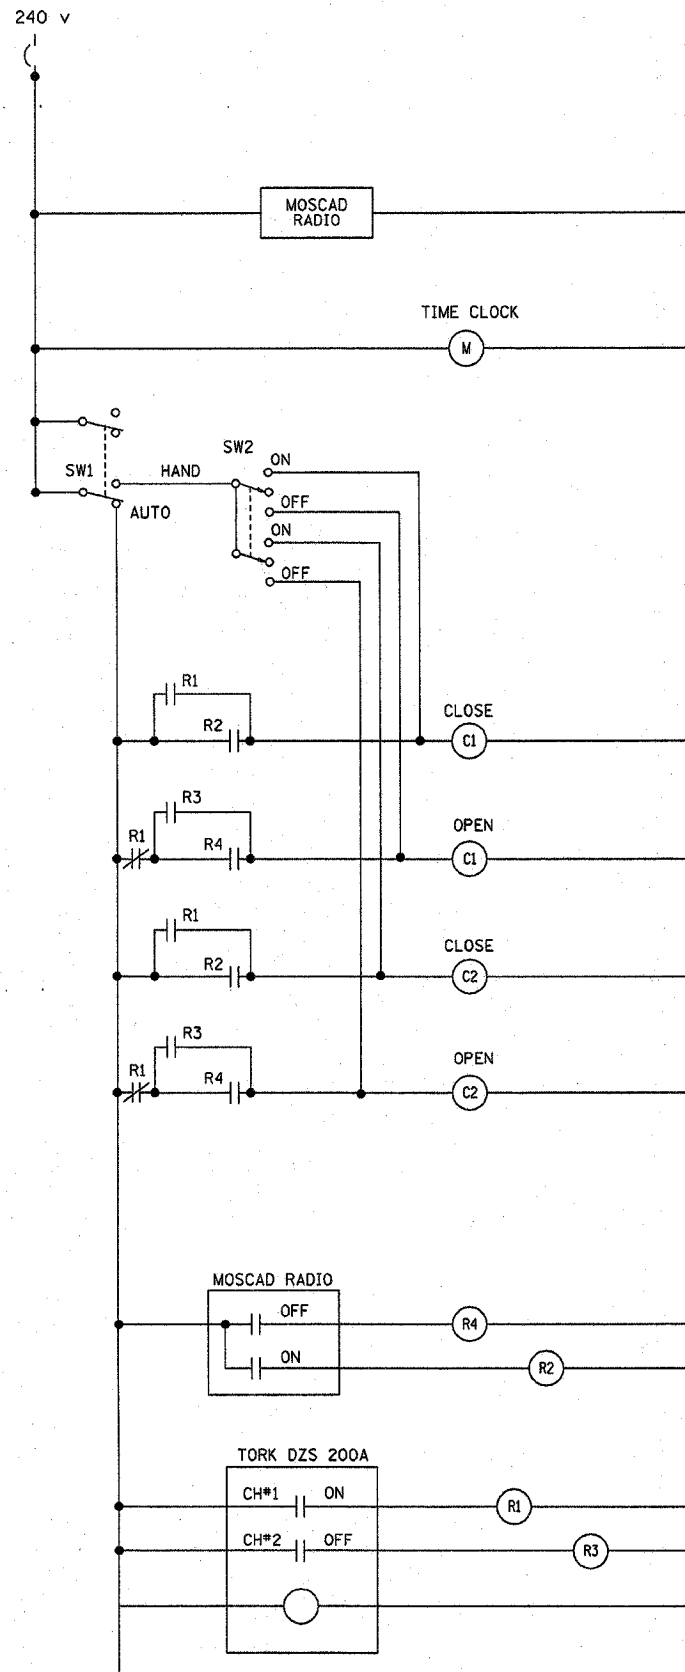 240 V
MOSCAD
RADIO
TIME CLOCK
M
SW2
ON
SW1
HAND
AUTO
OFF
ON
OFF
R1
CLOSE
R2
C1
R3
OPEN
R1
R4
C1
R1
CLOSE
R2
C2
R3
OPEN
R1
R4
C2
MOSCAD RADIO
OFF
R4
ON
R2
TORK DZS 200A
CH#1 ON
R1
CH#2 OFF
R3